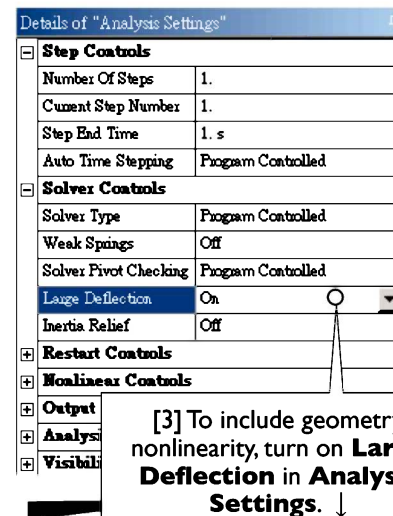 Details of "Analysis Settings"
Step Controls
Number Of Steps 1.
Current Step Number 1.
Step End Time 1. s
Auto Time Stepping Program Controlled
Solver Controls
Solver Type Program Controlled
Weak Springs Off
Solver Pivot Checking Program Controlled
Large Deflection On
Inertia Relief Off
Restart Controls
Nonlinear Controls
Output
Analysi
Visibili
[3] To include geometry
nonlinearity, turn on Lar
Deflection in Analys
Settings. ↓